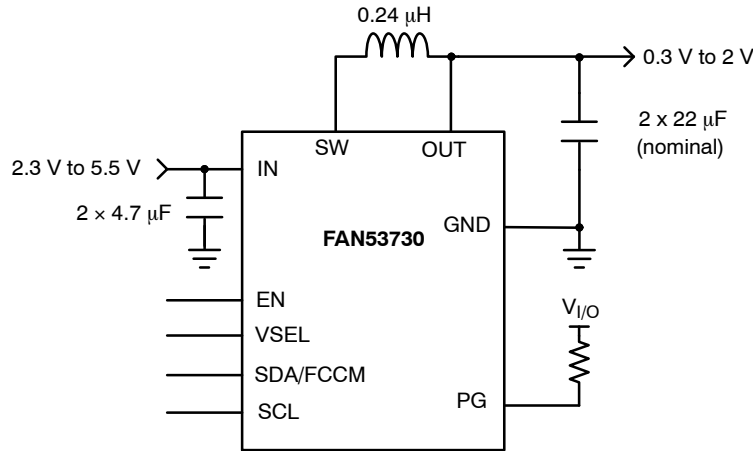 0.24 μH
0.3 V to 2 V
SW
OUT
2 x 22 μF
(nominal)
2.3 V to 5.5 V
IN
2 × 4.7 μF
GND
FAN53730
EN
VSEL
SDA/FCCM
SCL
V_I/O
PG